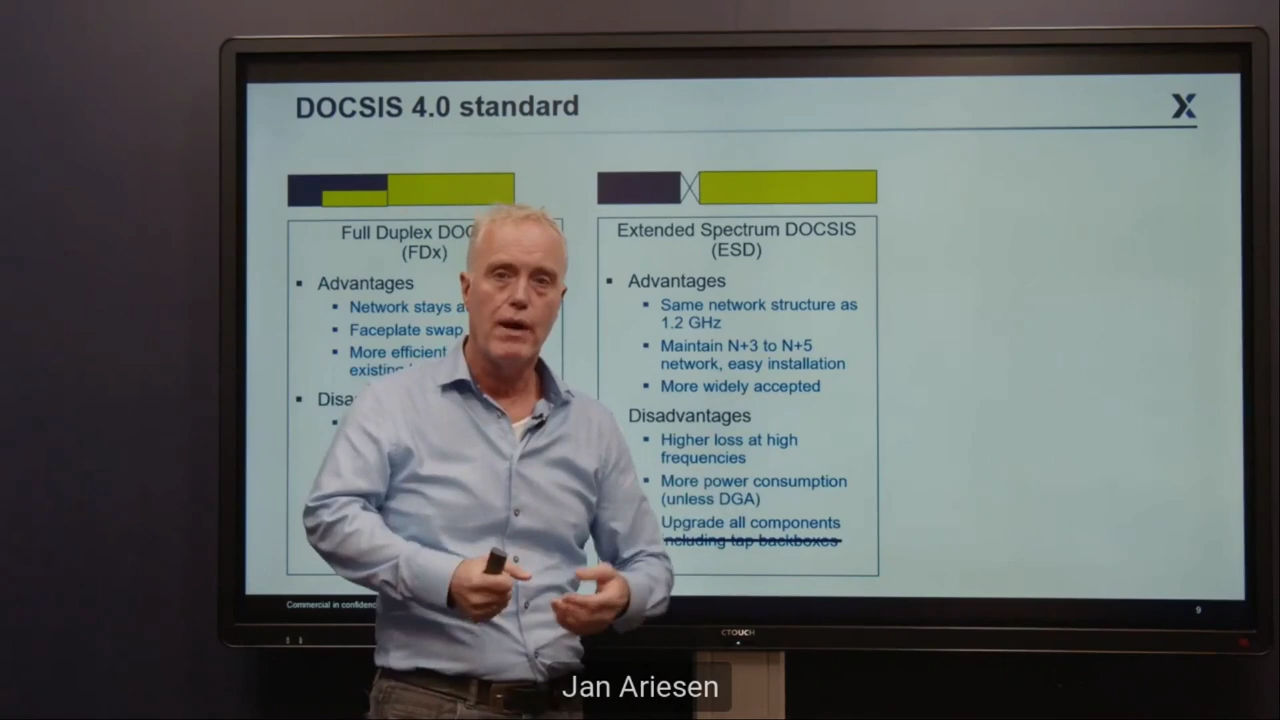 DOCSIS 4.0 standard
Full Duplex
(FDx)
Advantages
Network stays
Faceplate swap
More efficient
existing
Extended Spectrum DOCSIS
(ESD)
Advantages
Same network structure as
1.2 GHz
Maintain N+3 to N+5
network, easy installation
More widely accepted
Disadvantages
Higher loss at high
frequencies
More power consumption
(unless DGA)
Upgrade all components
including tap backboxes
Commercial in
9
CTOUCH
Jan Ariesen